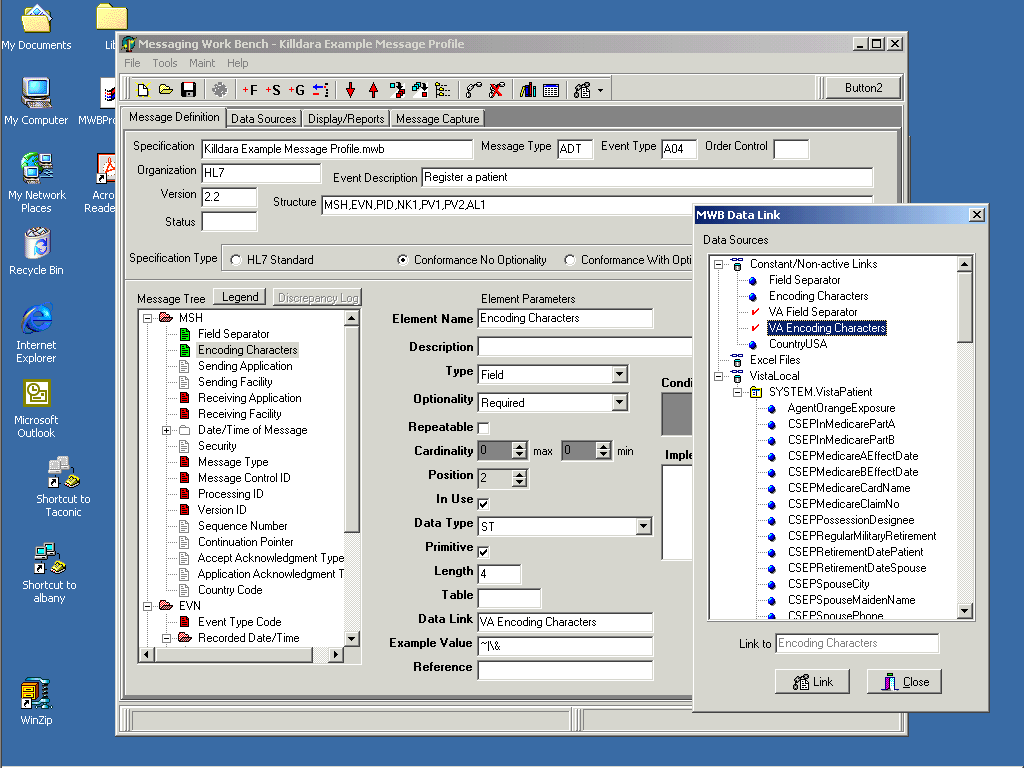 My Documents
My Computer
MWBPro
My Network
Places
Acro
Reade
Recycle Bin
Internet
Explorer
Microsoft
Outlook
Shortcut to
Taconic
Shortcut to
albany
WinZip
Messaging Work Bench - Killdara Example Message Profile
File Tools Maint Help
+F +S +G
Button2
Message Definition Data Sources Display/Reports Message Capture
Specification Killdara Example Message Profile.mwb Message Type ADT Event Type A04 Order Control
Organization HL7 Event Description Register a patient
Version 2.2 Structure MSH,EVN,PID,NK1,PV1,PV2,AL1
Status
Specification Type HL7 Standard Conformance No Optionality Conformance With Opti
Message Tree Legend Discrepancy Log
MSH
Field Separator
Encoding Characters
Sending Application
Sending Facility
Receiving Application
Receiving Facility
Date/Time of Message
Security
Message Type
Message Control ID
Processing ID
Version ID
Sequence Number
Continuation Pointer
Accept Acknowledgment Type
Application Acknowledgment T
Country Code
EVN
Event Type Code
Recorded Date/Time
Element Parameters
Element Name Encoding Characters
Description
Type Field
Optionality Required
Repeatable
Cardinality 0 max 0 min
Position 2
In Use
Data Type ST
Primitive
Length 4
Table
Data Link VA Encoding Characters
Example Value ~|\&
Reference
Condi
Imple
MWB Data Link
Data Sources
Constant/Non-active Links
Field Separator
Encoding Characters
VA Field Separator
VA Encoding Characters
CountryUSA
Excel Files
VistaLocal
SYSTEM.VistaPatient
AgentOrangeExposure
CSEPInMedicarePartA
CSEPInMedicarePartB
CSEPMedicareAEffectDate
CSEPMedicareBEffectDate
CSEPMedicareCardName
CSEPMedicareClaimNo
CSEPPossessionDesignee
CSEPRegularMilitaryRetirement
CSEPRetirementDatePatient
CSEPRetirementDateSpouse
CSEPSpouseCity
CSEPSpouseMaidenName
CSEPSpousePhone
Link to Encoding Characters
Link Close